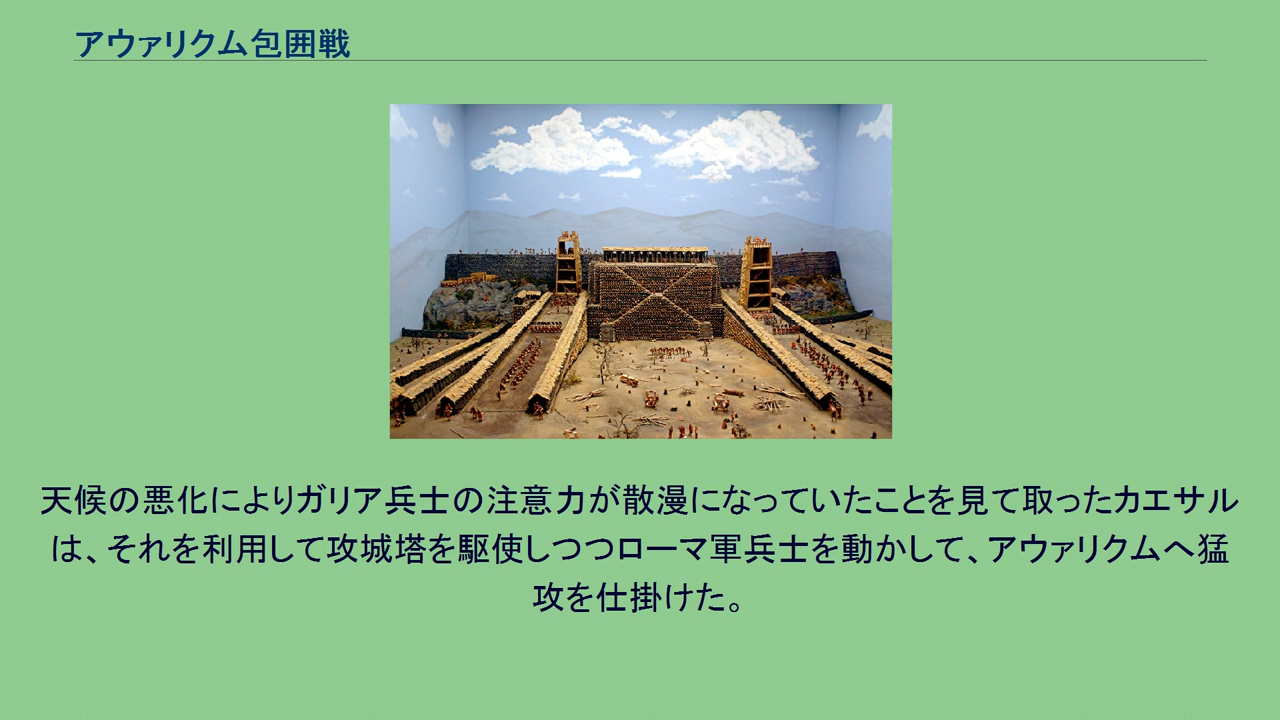 アウァリクム包囲戦
天候の悪化によりガリア兵士の注意力が散漫になっていたことを見て取ったカエサル
は、それを利用して攻城塔を駆使しつつローマ軍兵士を動かして、アウァリクムへ猛
攻を仕掛けた。